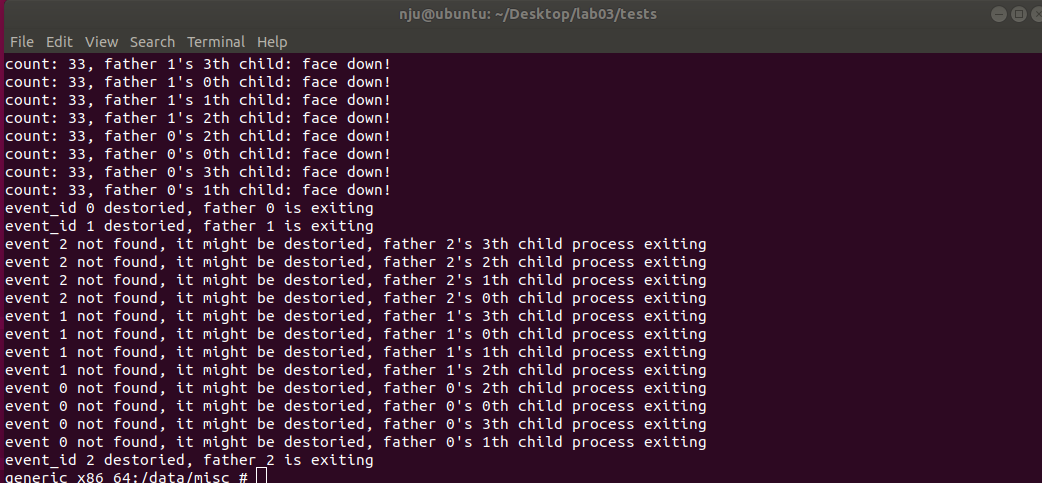 nju@ubuntu: ~/Desktop/lab03/tests
File Edit View Search Terminal Help
count: 33, father 1's 3th child: face down!
count: 33, father 1's 0th child: face down!
count: 33, father 1's 1th child: face down!
count: 33, father 1's 2th child: face down!
count: 33, father 0's 2th child: face down!
count: 33, father 0's 0th child: face down!
count: 33, father 0's 3th child: face down!
count: 33, father 0's 1th child: face down!
event_id 0 destoried, father 0 is exiting
event_id 1 destoried, father 1 is exiting
event 2 not found, it might be destoried, father 2's 3th child process exiting
event 2 not found, it might be destoried, father 2's 2th child process exiting
event 2 not found, it might be destoried, father 2's 1th child process exiting
event 2 not found, it might be destoried, father 2's 0th child process exiting
event 1 not found, it might be destoried, father 1's 3th child process exiting
event 1 not found, it might be destoried, father 1's 0th child process exiting
event 1 not found, it might be destoried, father 1's 1th child process exiting
event 1 not found, it might be destoried, father 1's 2th child process exiting
event 0 not found, it might be destoried, father 0's 2th child process exiting
event 0 not found, it might be destoried, father 0's 0th child process exiting
event 0 not found, it might be destoried, father 0's 3th child process exiting
event 0 not found, it might be destoried, father 0's 1th child process exiting
event_id 2 destoried, father 2 is exiting
generic_x86_64:/data/misc #